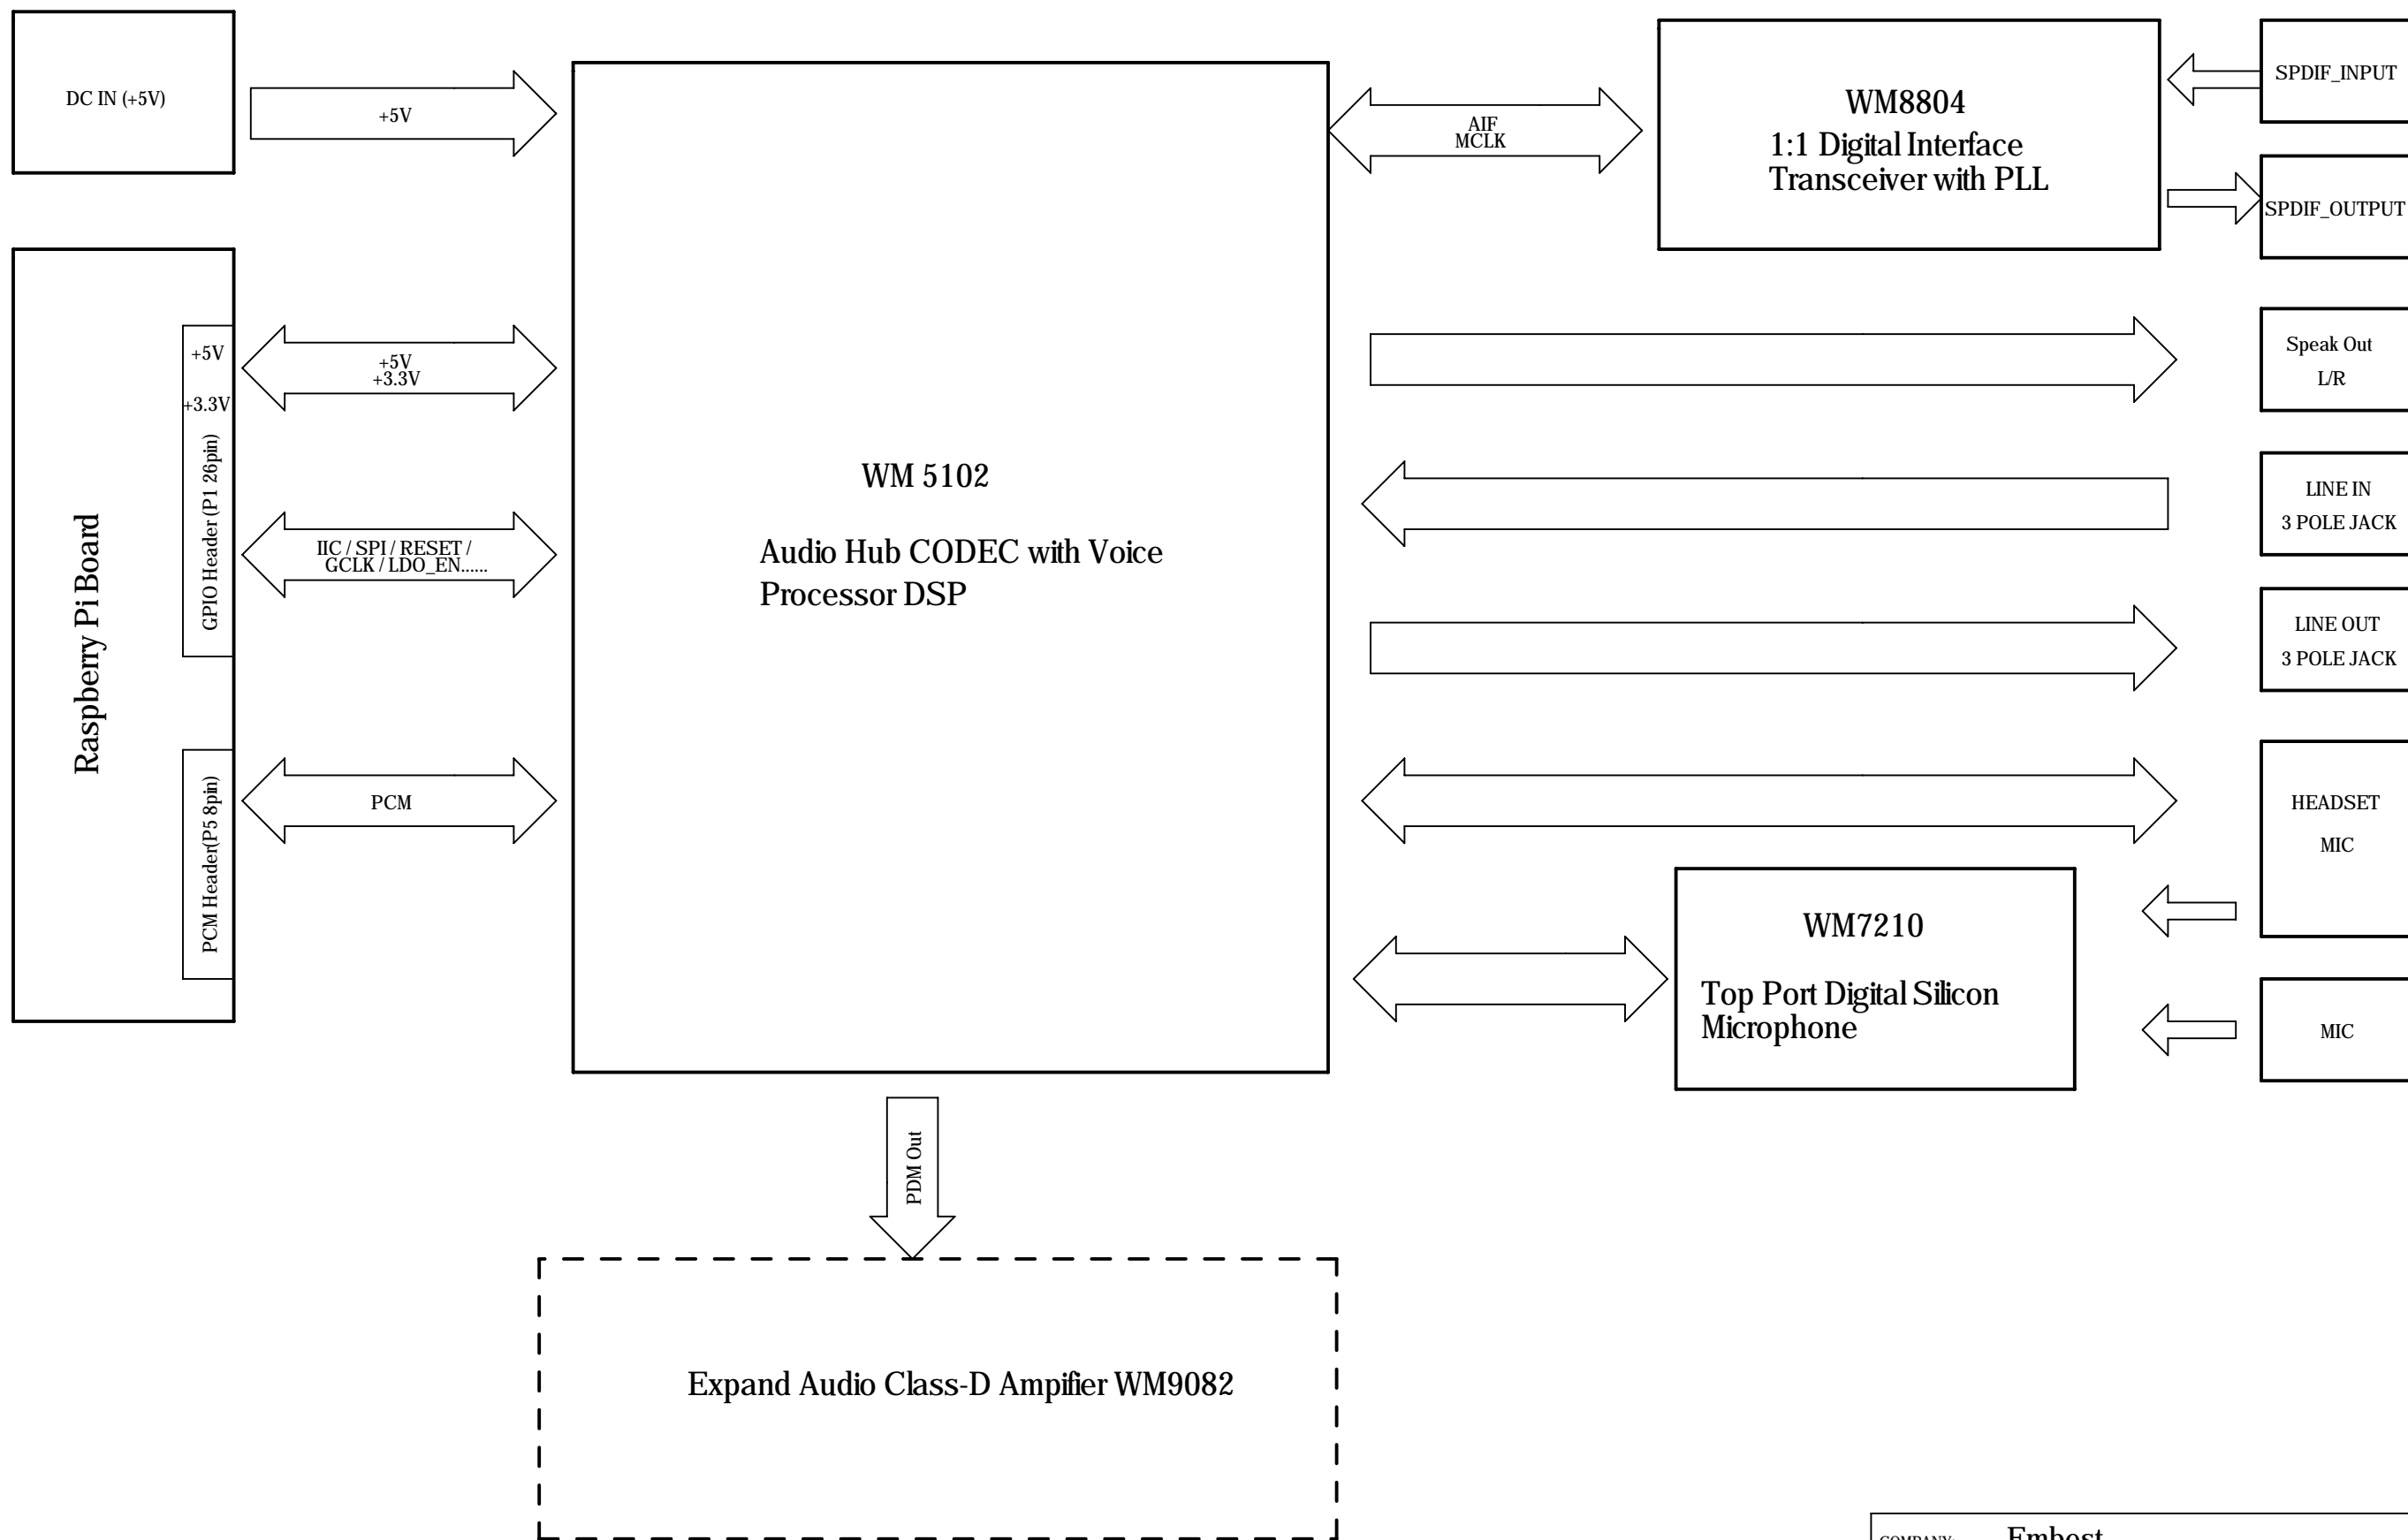 DC IN (+5V)
+5V
AIF
MCLK
WM8804
1:1 Digital Interface
Transceiver with PLL
SPDIF_INPUT
SPDIF_OUTPUT
Raspberry Pi Board
+5V
+3.3V
GPIO Header (P1 26pin)
PCM Header(P5 8pin)
+5V
+3.3V
IIC / SPI / RESET /
GCLK / LDO_EN......
PCM
WM 5102
Audio Hub CODEC with Voice
Processor DSP
Speak Out
L/R
LINE IN
3 POLE JACK
LINE OUT
3 POLE JACK
HEADSET
MIC
WM7210
Top Port Digital Silicon
Microphone
MIC
PDM Out
Expand Audio Class-D Ampifier WM9082
COMPANY: Embest